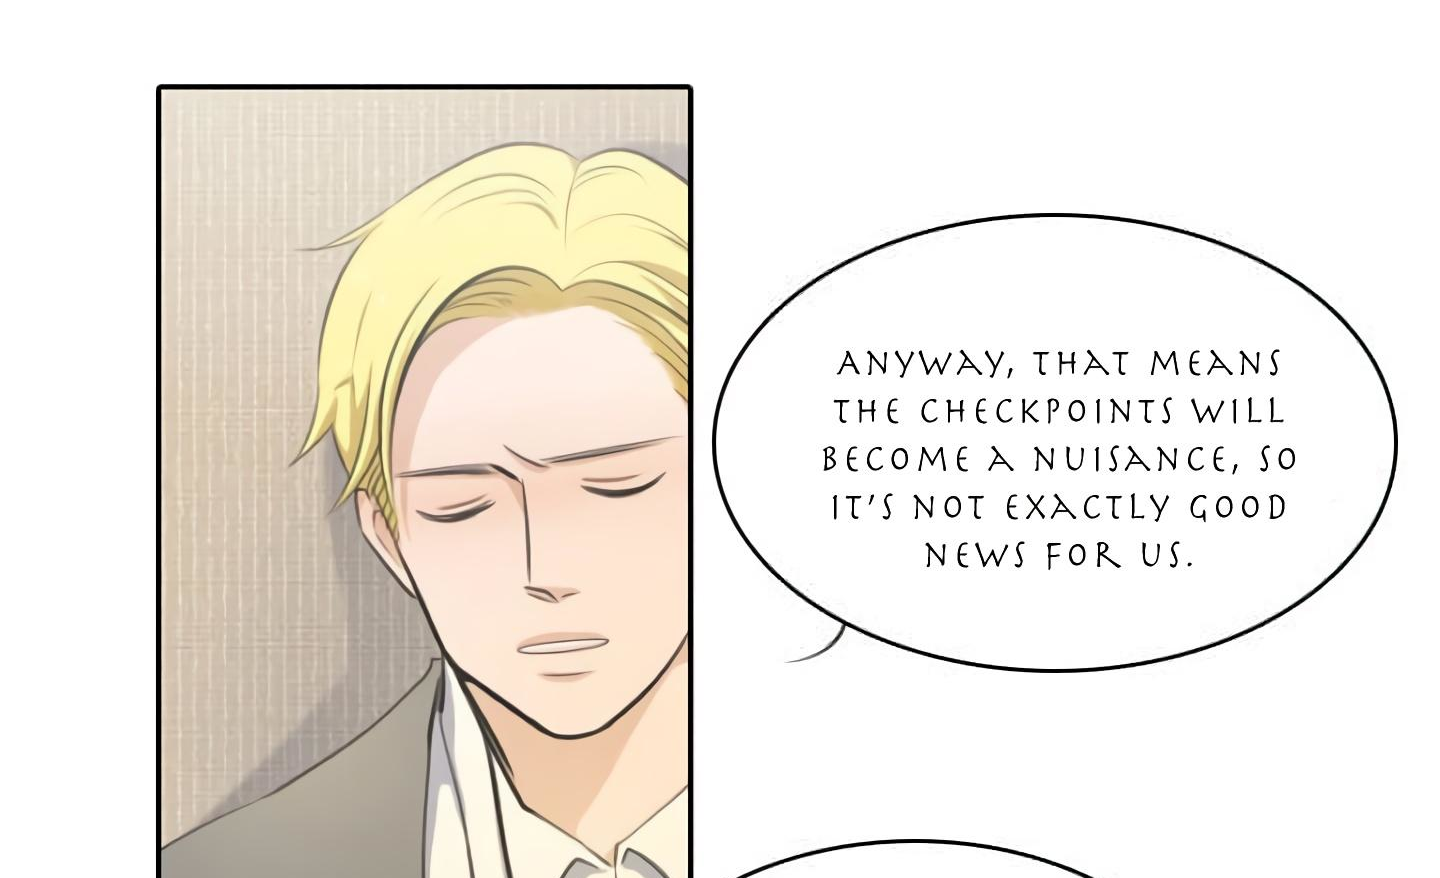 ANYWAY, THAT MEANS
THE CHECKPOINTS WILL
BECOME A NUISANCE, SO
IT'S NOT EXACTLY GOOD
NEWS FOR US.